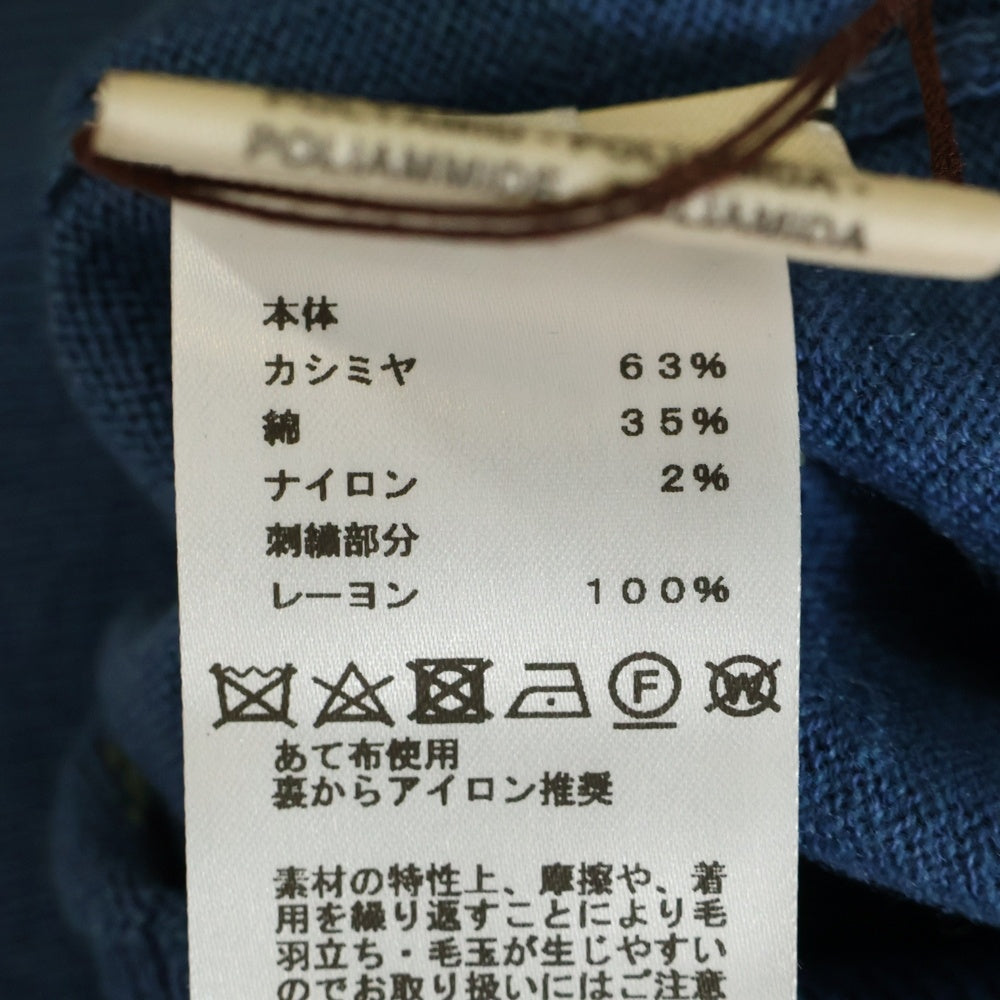 POLIAMMIDE
POLIAMIDA
本体
カシミヤ 63%
綿 35%
ナイロン 2%
刺繍部分
レーヨン 100%
F W
あて布使用
裏からアイロン推奨
素材の特性上、摩擦や、着
用を繰り返すことにより毛
羽立ち・毛玉が生じやすい
のでお取り扱いにはご注意